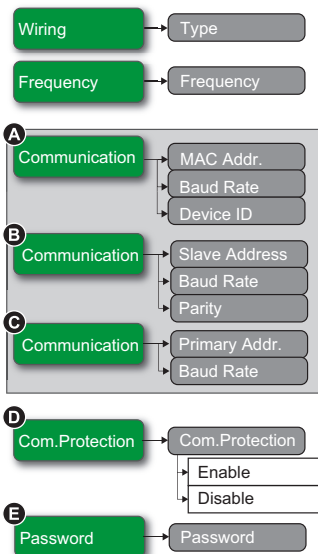 Wiring
Type
Frequency
Frequency
A
Communication
MAC Addr.
Baud Rate
Device ID
B
Communication
Slave Address
Baud Rate
Parity
C
Communication
Primary Addr.
Baud Rate
D
Com.Protection
Com.Protection
Enable
Disable
E
Password
Password